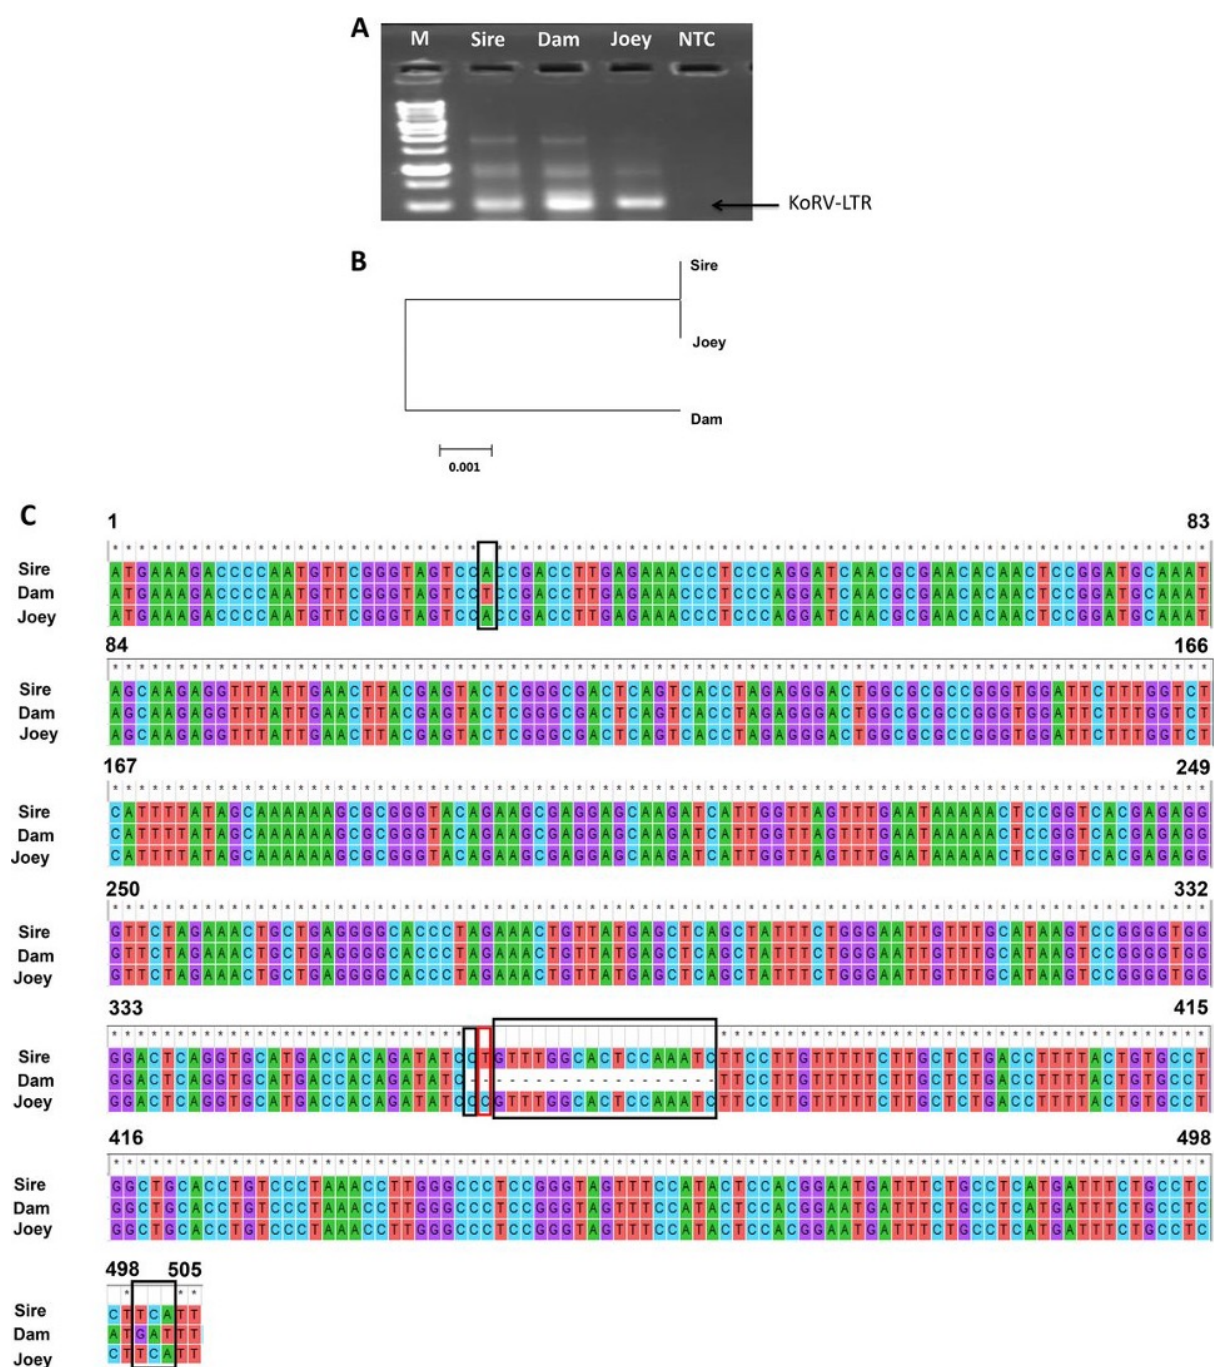 A
M Sire Dam Joey NTC
KoRV-LTR
B
Sire
Joey
Dam
0.001
C
1 83
Sire ATGAAAGACCCCAATGTTCGGGTAGTCCACCGACCTTGAGAAACCCTCCCAGGATCAACGCGAACACAACTCCGGATGCAAAT
Dam ATGAAAGACCCCAATGTTCGGGTAGTCCTCCGACCTTGAGAAACCCTCCCAGGATCAACGCGAACACAACTCCGGATGCAAAT
Joey ATGAAAGACCCCAATGTTCGGGTAGTCCACCGACCTTGAGAAACCCTCCCAGGATCAACGCGAACACAACTCCGGATGCAAAT
84 166
Sire AGCAAGAGGTTTATTGAACTTACGAGTACTCGGGCGACTCAGTCACCTAGAGGGACTGGCGCGCCGGGTGGATTCTTTGGTCT
Dam AGCAAGAGGTTTATTGAACTTACGAGTACTCGGGCGACTCAGTCACCTAGAGGGACTGGCGCGCCGGGTGGATTCTTTGGTCT
Joey AGCAAGAGGTTTATTGAACTTACGAGTACTCGGGCGACTCAGTCACCTAGAGGGACTGGCGCGCCGGGTGGATTCTTTGGTCT
167 249
Sire CATTTTATAGCAAAAAAGCGCGGGTACAGAAGCGAGGAGCAAGATCATTGGTTAGTTTGAATAAAAACTCCGGTCACGAGAGG
Dam CATTTTATAGCAAAAAAGCGCGGGTACAGAAGCGAGGAGCAAGATCATTGGTTAGTTTGAATAAAAACTCCGGTCACGAGAGG
Joey CATTTTATAGCAAAAAAGCGCGGGTACAGAAGCGAGGAGCAAGATCATTGGTTAGTTTGAATAAAAACTCCGGTCACGAGAGG
250 332
Sire GTTCTAGAAACTGCTGAGGGGCACCCTAGAAACTGTTATGAGCTCAGCTATTTCTGGGAATTGTTTGCATAAGTCCGGGGTGG
Dam GTTCTAGAAACTGCTGAGGGGCACCCTAGAAACTGTTATGAGCTCAGCTATTTCTGGGAATTGTTTGCATAAGTCCGGGGTGG
Joey GTTCTAGAAACTGCTGAGGGGCACCCTAGAAACTGTTATGAGCTCAGCTATTTCTGGGAATTGTTTGCATAAGTCCGGGGTGG
333 415
Sire GGACTCAGGTGCATGACCACAGATATCCTGTTTGGCACTCCAAATCTTCCTTGTTTTTCTTGCTCTGACCTTTTACTGTGCCT
Dam GGACTCAGGTGCATGACCACAGATATC-------------------TTCCTTGTTTTTCTTGCTCTGACCTTTTACTGTGCCT
Joey GGACTCAGGTGCATGACCACAGATATCCCGTTTGGCACTCCAAATCTTCCTTGTTTTTCTTGCTCTGACCTTTTACTGTGCCT
416 498
Sire GGCTGCACCTGTCCCTAAACCTTGGGCCCTCCGGGTAGTTTCCATACTCCACGGAATGATTTCTGCCTCATGATTTCTGCCTC
Dam GGCTGCACCTGTCCCTAAACCTTGGGCCCTCCGGGTAGTTTCCATACTCCACGGAATGATTTCTGCCTCATGATTTCTGCCTC
Joey GGCTGCACCTGTCCCTAAACCTTGGGCCCTCCGGGTAGTTTCCATACTCCACGGAATGATTTCTGCCTCATGATTTCTGCCTC
498 505
Sire CTTCATT
Dam ATGATTT
Joey CTTCATT